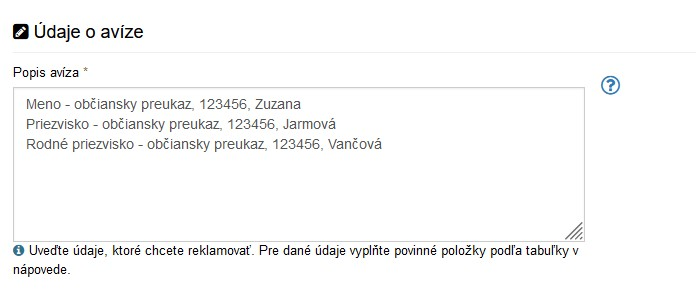 Údaje o avíze
Popis avíza *
Meno - občiansky preukaz, 123456, Zuzana
Priezvisko - občiansky preukaz, 123456, Jarmová
Rodné priezvisko - občiansky preukaz, 123456, Vančová
Uveďte údaje, ktoré chcete reklamovať. Pre dané údaje vyplňte povinné položky podľa tabuľky v
nápovede.